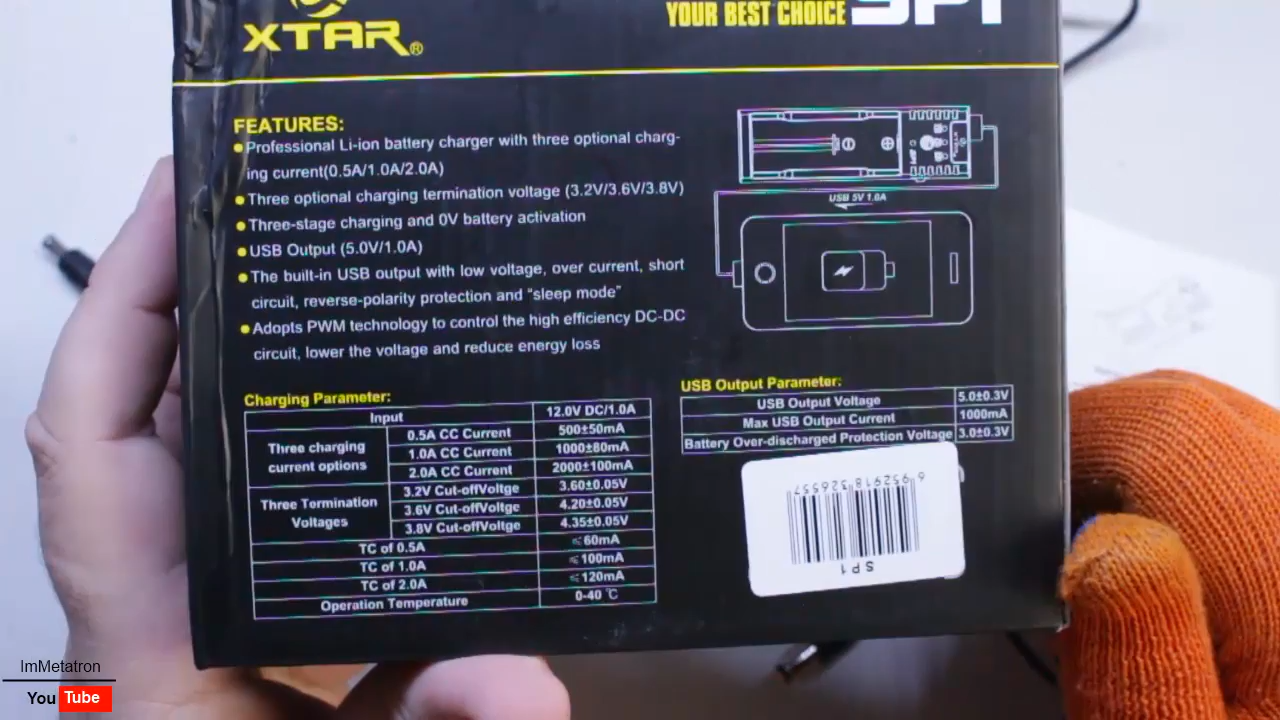 XTAR®
YOUR BEST CHOICE SP1
FEATURES:
Professional Li-ion battery charger with three optional charg-
ing current(0.5A/1.0A/2.0A)
Three optional charging termination voltage (3.2V/3.6V/3.8V)
Three-stage charging and 0V battery activation
USB Output (5.0V/1.0A)
The built-in USB output with low voltage, over current, short
circuit, reverse-polarity protection and “sleep mode”
Adopts PWM technology to control the high efficiency DC-DC
circuit, lower the voltage and reduce energy loss
USB 5V 1.0A
Charging Parameter:
Input 12.0V DC/1.0A
Three charging current options
0.5A CC Current 500±50mA
1.0A CC Current 1000±80mA
2.0A CC Current 2000±100mA
Three Termination Voltages
3.2V Cut-offVoltge 3.60±0.05V
3.6V Cut-offVoltge 4.20±0.05V
3.8V Cut-offVoltge 4.35±0.05V
TC of 0.5A ≤60mA
TC of 1.0A ≤100mA
TC of 2.0A ≤120mA
Operation Temperature 0-40 ℃
USB Output Parameter:
USB Output Voltage 5.0±0.3V
Max USB Output Current 1000mA
Battery Over-discharged Protection Voltage 3.0±0.3V
6 952918 326557
SP1
ImMetatron
YouTube